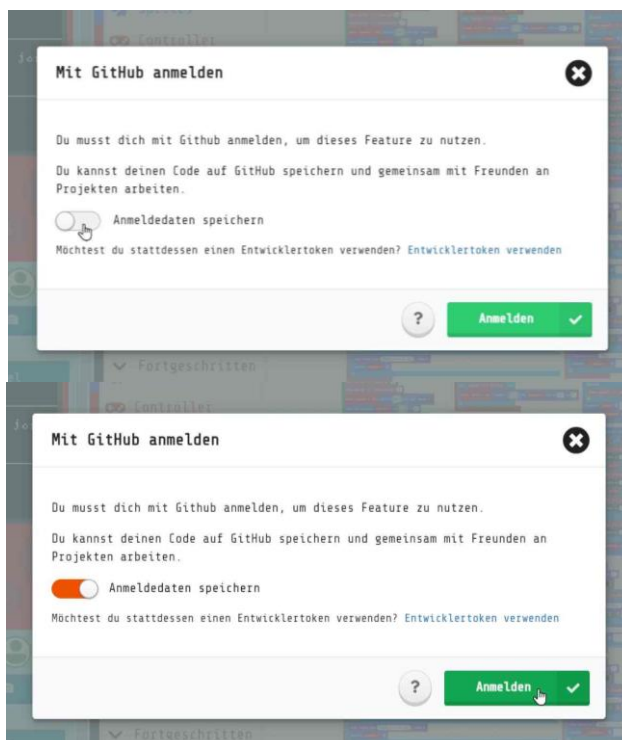 Controller
Mit GitHub anmelden
Du musst dich mit Github anmelden, um dieses Feature zu nutzen.
Du kannst deinen Code auf GitHub speichern und gemeinsam mit Freunden an
Projekten arbeiten.
Anmeldedaten speichern
Möchtest du stattdessen einen Entwicklertoken verwenden? Entwicklertoken verwenden
? Anmelden
Fortgeschritten
Controller
Mit GitHub anmelden
Du musst dich mit Github anmelden, um dieses Feature zu nutzen.
Du kannst deinen Code auf GitHub speichern und gemeinsam mit Freunden an
Projekten arbeiten.
Anmeldedaten speichern
Möchtest du stattdessen einen Entwicklertoken verwenden? Entwicklertoken verwenden
? Anmelden
Fortgeschritten